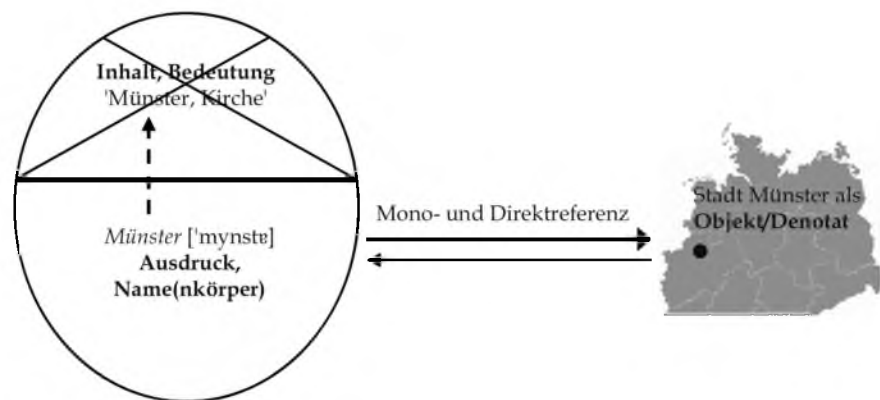 Inhalt, Bedeutung
'Münster, Kirche'
Münster ['mynstɐ]
Ausdruck,
Name(nkörper)
Mono- und Direktreferenz
Stadt Münster als
Objekt/Denotat